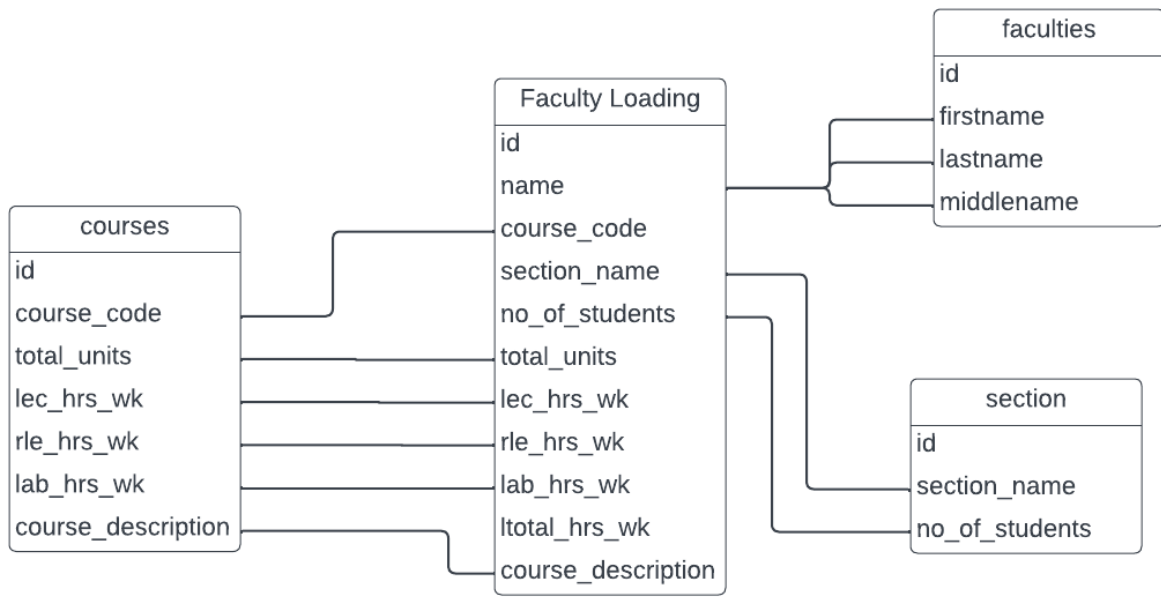 courses
id
course_code
total_units
lec_hrs_wk
rle_hrs_wk
lab_hrs_wk
course_description
Faculty Loading
id
name
course_code
section_name
no_of_students
total_units
lec_hrs_wk
rle_hrs_wk
lab_hrs_wk
ltotal_hrs_wk
course_description
faculties
id
firstname
lastname
middlename
section
id
section_name
no_of_students